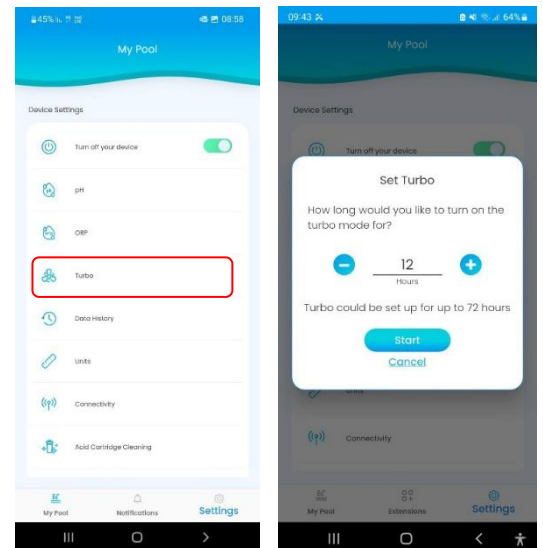 45%
08:58
My Pool
Device Settings
Turn off your device
pH
ORP
Turbo
Data History
Units
Connectivity
Acid Cartridge Cleaning
My Pool
Notifications
Settings
09:43
64%
My Pool
Device Settings
Turn off your device
Set Turbo
How long would you like to turn on the
turbo mode for?
12
Hours
Turbo could be set up for up to 72 hours
Start
Cancel
Units
Connectivity
My Pool
Extensions
Settings